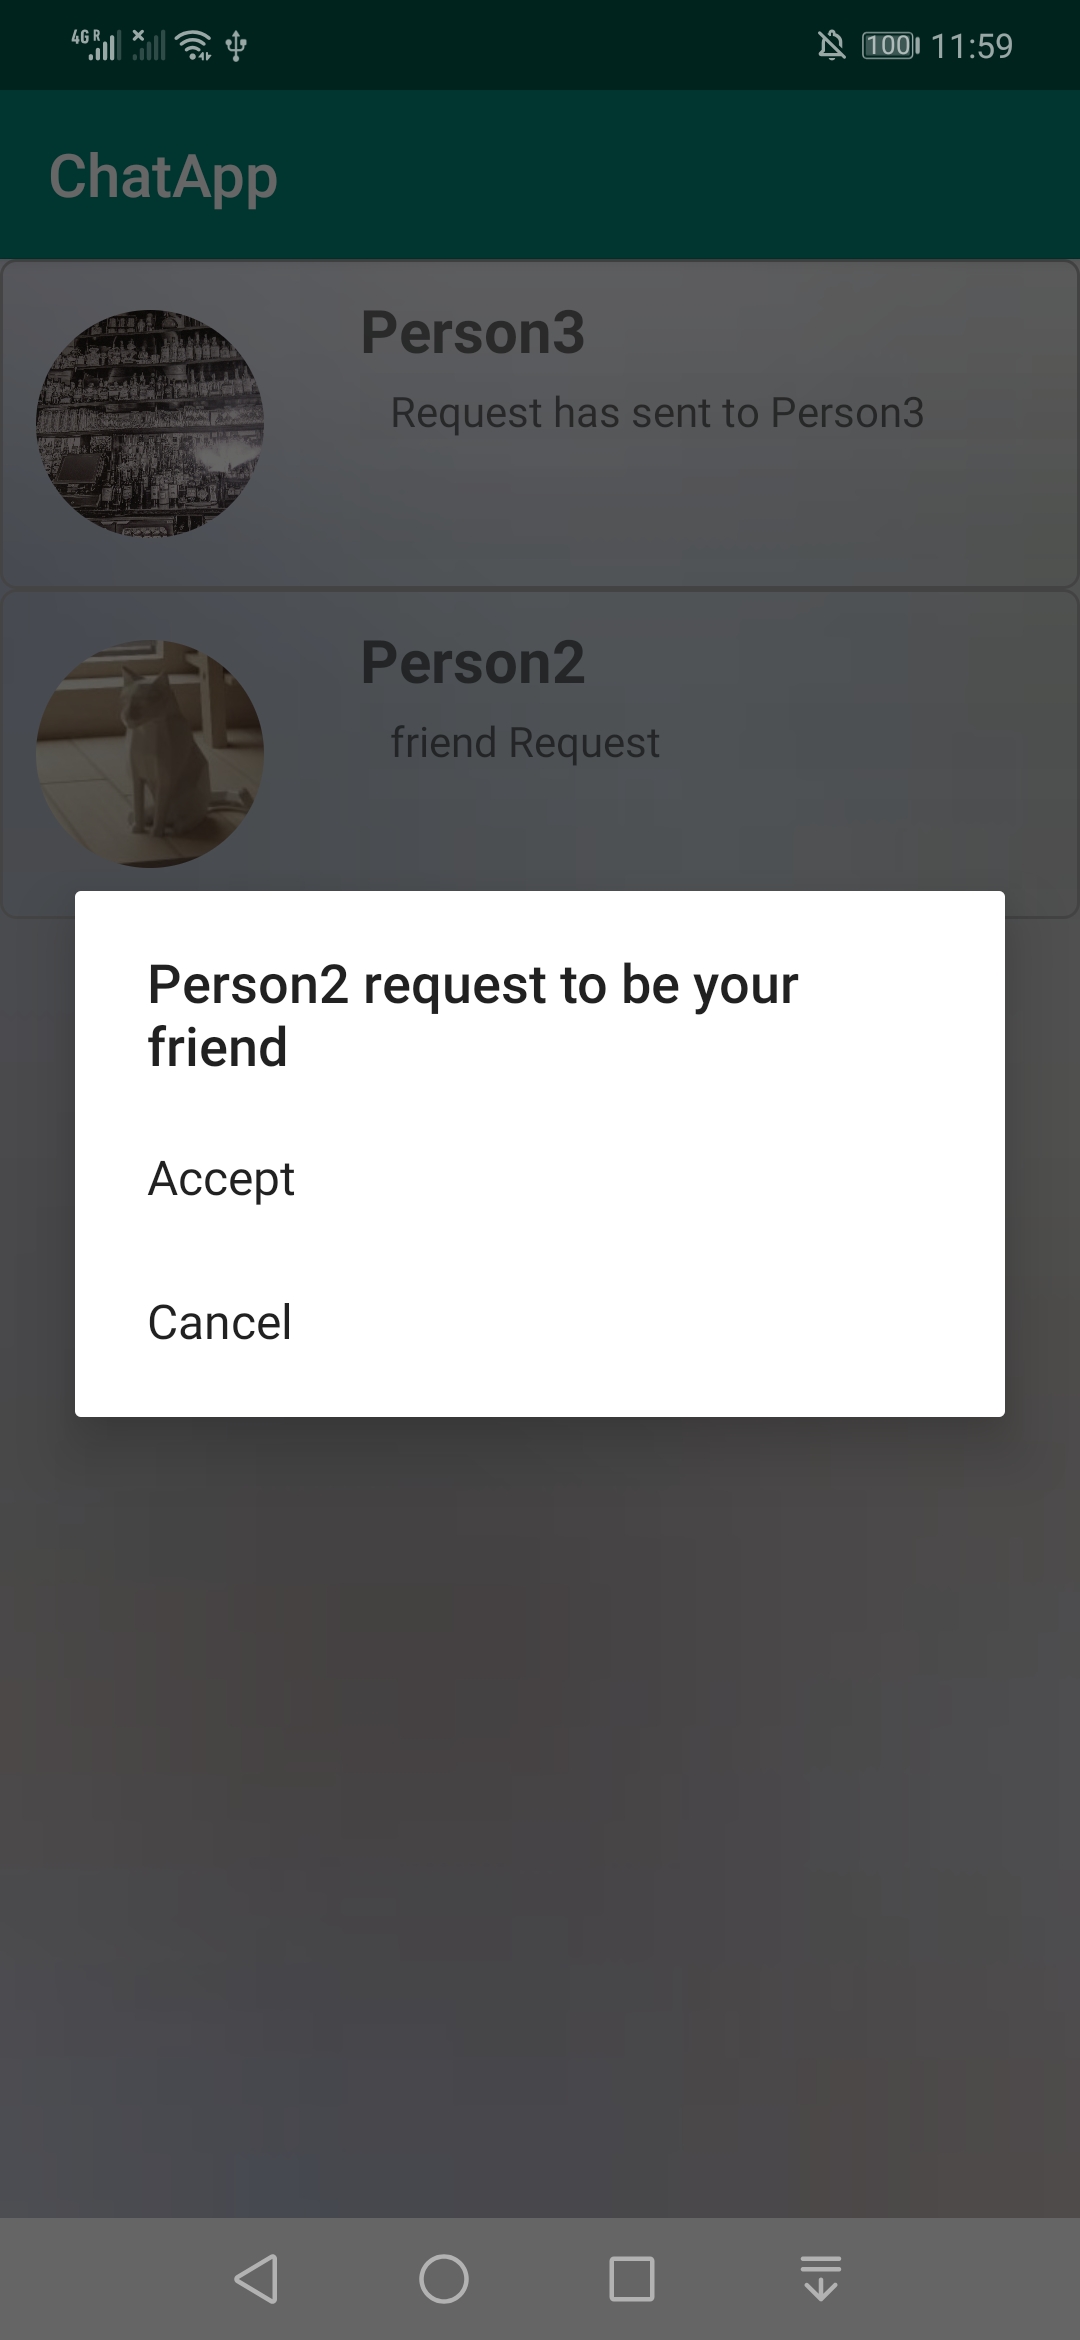 4G R 100 11:59
ChatApp
Person3
Request has sent to Person3
Person2
friend Request
Person2 request to be your
friend
Accept
Cancel